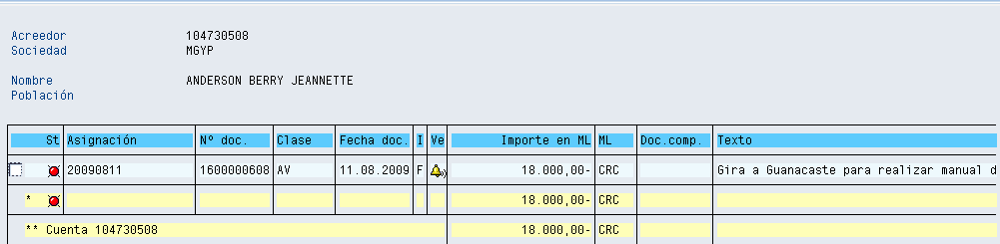 Acreedor 104730508
Sociedad MGYP
Nombre ANDERSON BERRY JEANNETTE
Población
St Asignación Nº doc. Clase Fecha doc. I Ve Importe en ML ML Doc.comp. Texto
20090811 1600000608 AV 11.08.2009 F 18.000,00- CRC Gira a Guanacaste para realizar manual d
* 18.000,00- CRC
** Cuenta 104730508 18.000,00- CRC